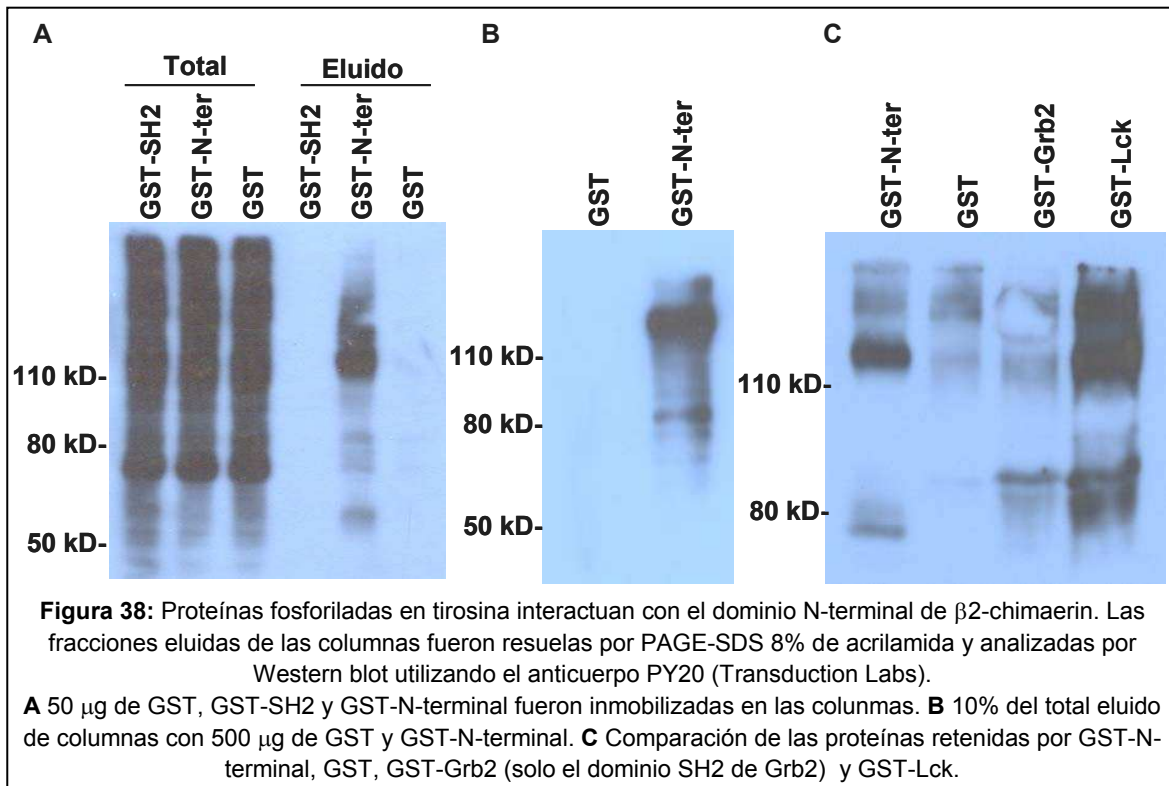 A
Total
Eluido
GST-SH2
GST-N-ter
GST
GST-SH2
GST-N-ter
GST
110 kD-
80 kD-
50 kD-
B
GST
GST-N-ter
110 kD-
80 kD-
50 kD-
C
GST-N-ter
GST
GST-Grb2
GST-Lck
110 kD-
80 kD-
Figura 38: Proteínas fosforiladas en tirosina interactuan con el dominio N-terminal de β2-chimaerin. Las
fracciones eluidas de las columnas fueron resuelas por PAGE-SDS 8% de acrilamida y analizadas por
Western blot utilizando el anticuerpo PY20 (Transduction Labs).
A 50 μg de GST, GST-SH2 y GST-N-terminal fueron inmobilizadas en las colunmas. B 10% del total eluido
de columnas con 500 μg de GST y GST-N-terminal. C Comparación de las proteínas retenidas por GST-N-
terminal, GST, GST-Grb2 (solo el dominio SH2 de Grb2) y GST-Lck.